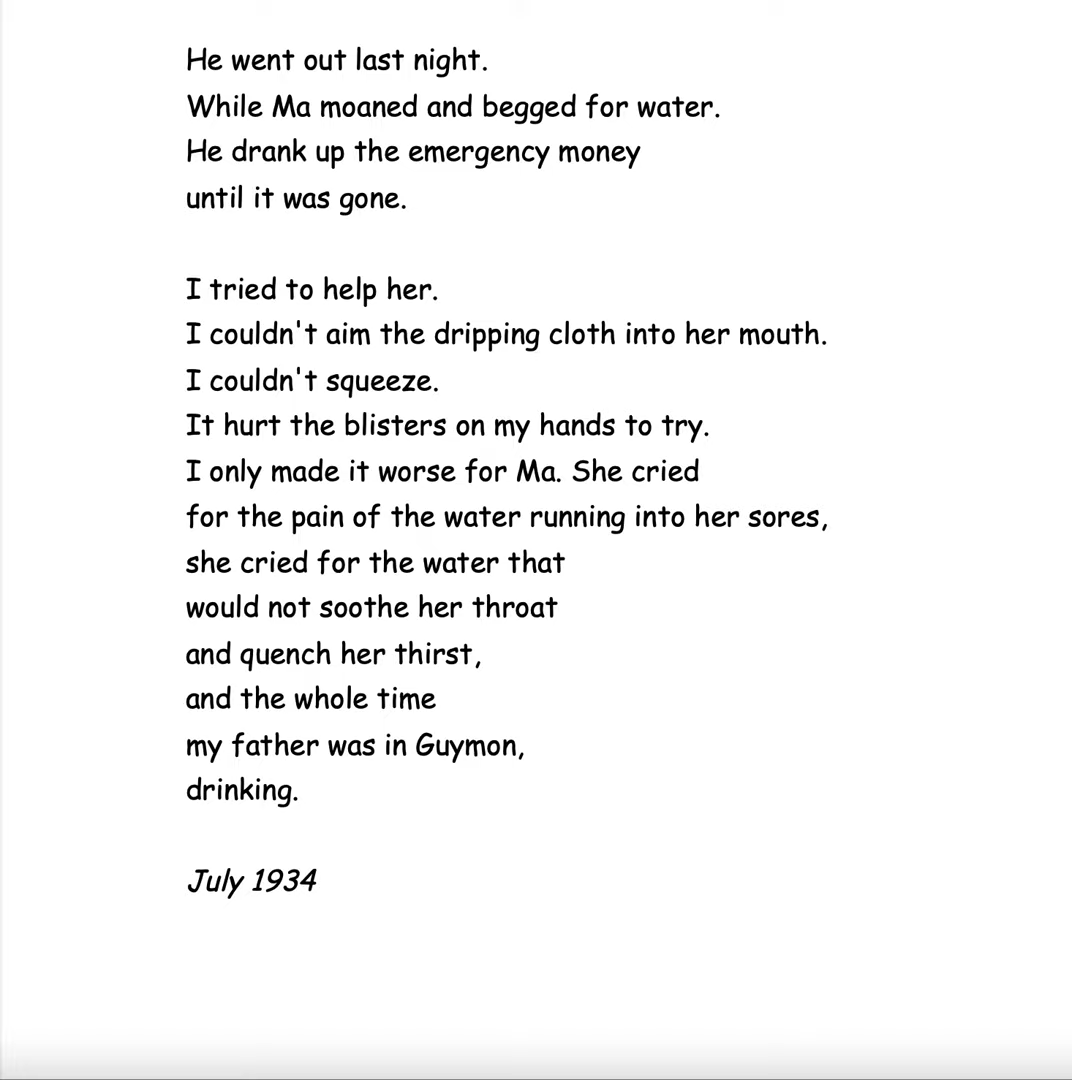 He went out last night.
While Ma moaned and begged for water.
He drank up the emergency money
until it was gone.
I tried to help her.
I couldn't aim the dripping cloth into her mouth.
I couldn't squeeze.
It hurt the blisters on my hands to try.
I only made it worse for Ma. She cried
for the pain of the water running into her sores,
she cried for the water that
would not soothe her throat
and quench her thirst,
and the whole time
my father was in Guymon,
drinking.
July 1934